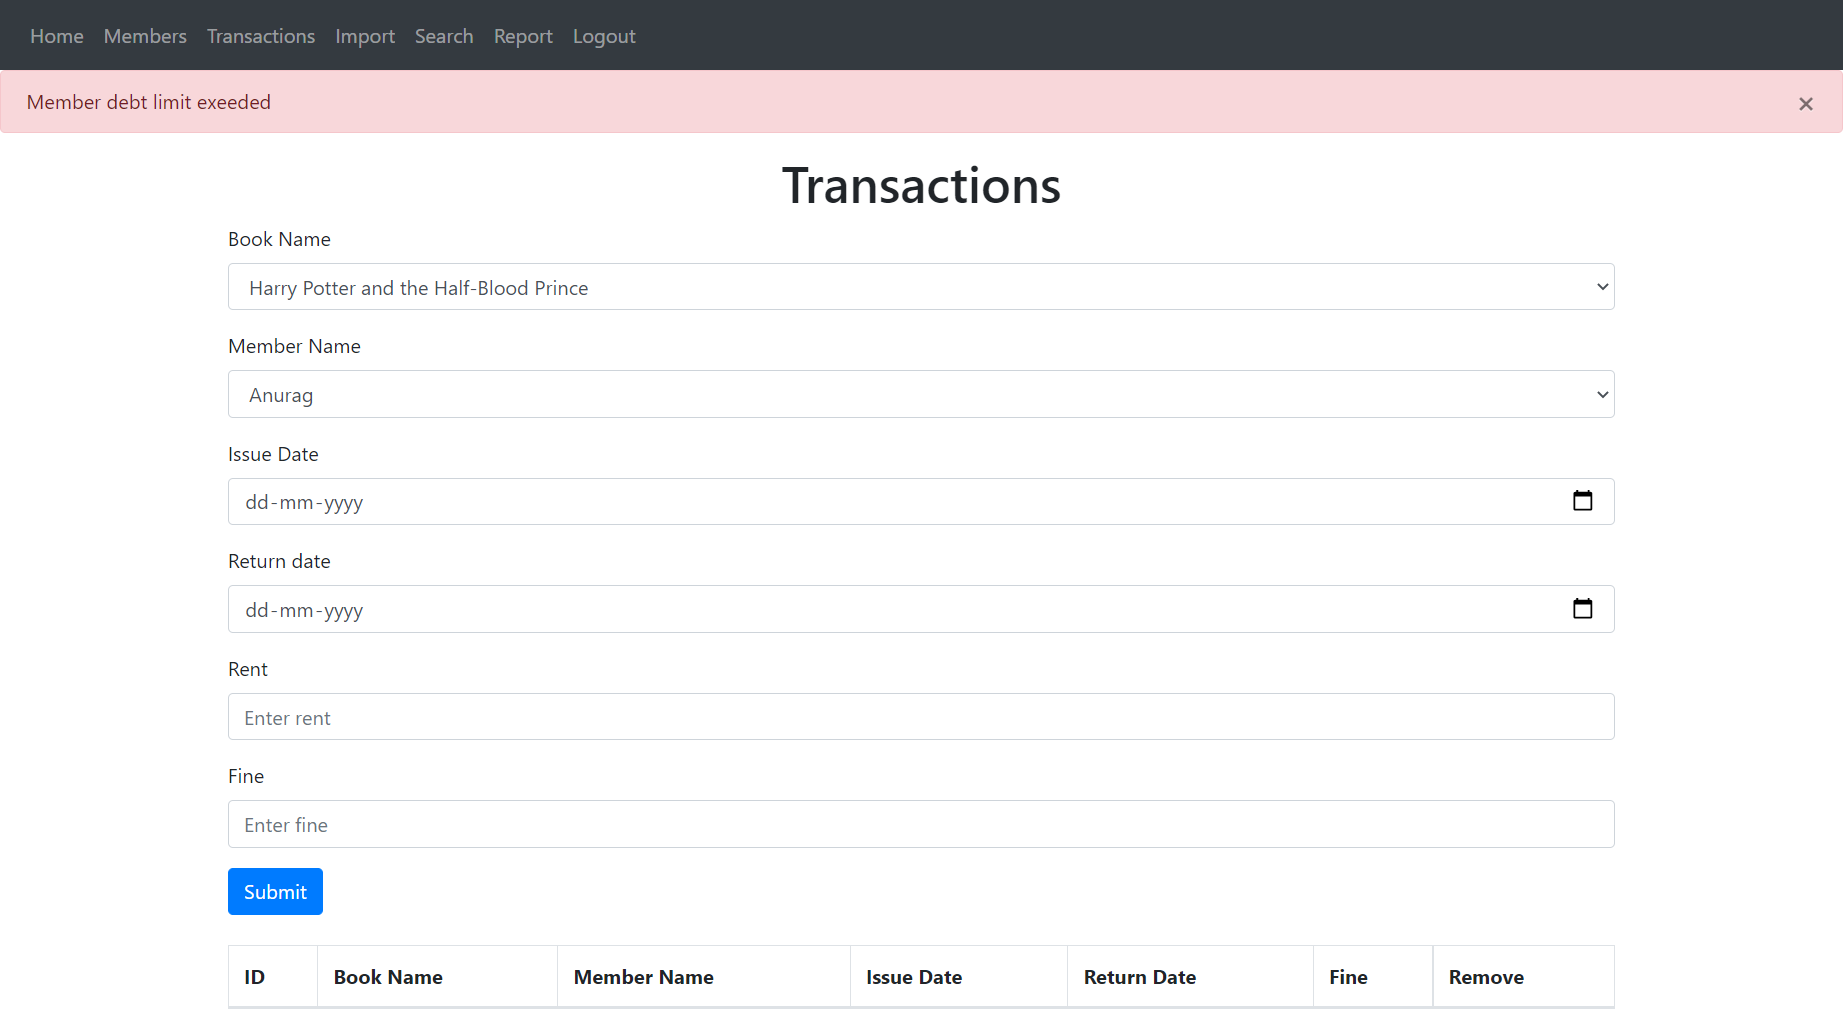 Home Members Transactions Import Search Report Logout
Member debt limit exeeded ×
Transactions
Book Name
Harry Potter and the Half-Blood Prince
Member Name
Anurag
Issue Date
dd-mm-yyyy
Return date
dd-mm-yyyy
Rent
Enter rent
Fine
Enter fine
Submit
ID Book Name Member Name Issue Date Return Date Fine Remove